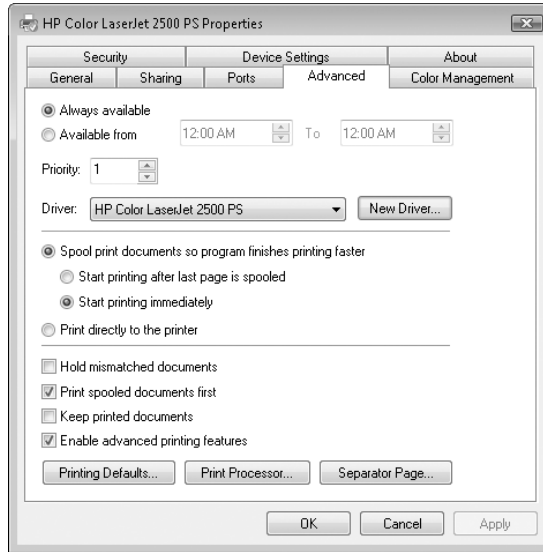 HP Color LaserJet 2500 PS Properties
Security Device Settings About
General Sharing Ports Advanced Color Management
Always available
Available from 12:00 AM To 12:00 AM
Priority: 1
Driver: HP Color LaserJet 2500 PS New Driver...
Spool print documents so program finishes printing faster
Start printing after last page is spooled
Start printing immediately
Print directly to the printer
Hold mismatched documents
Print spooled documents first
Keep printed documents
Enable advanced printing features
Printing Defaults... Print Processor... Separator Page...
OK Cancel Apply